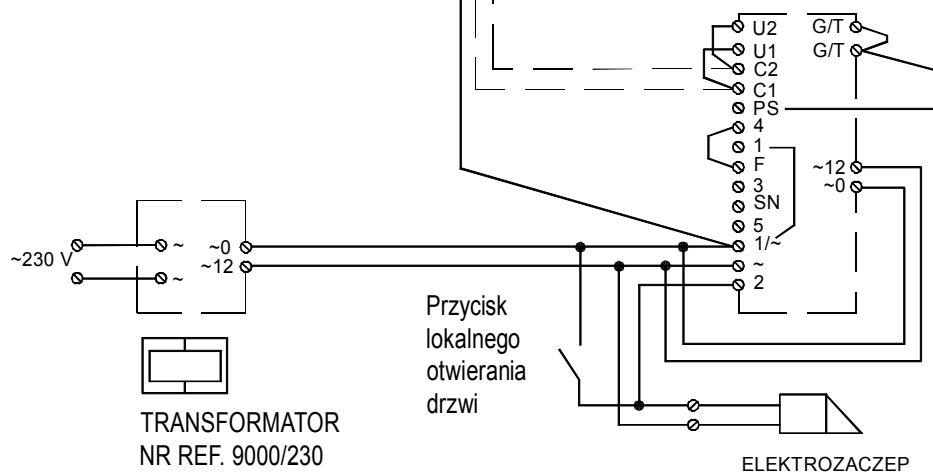 U2
U1
C2
C1
PS
4
1
F
3
SN
5
1/~
~
2
G/T
G/T
~12
~0
~230 V
~
~
~0
~12
Przycisk
lokalnego
otwierania
drzwi
TRANSFORMATOR
NR REF. 9000/230
ELEKTROZACZEP